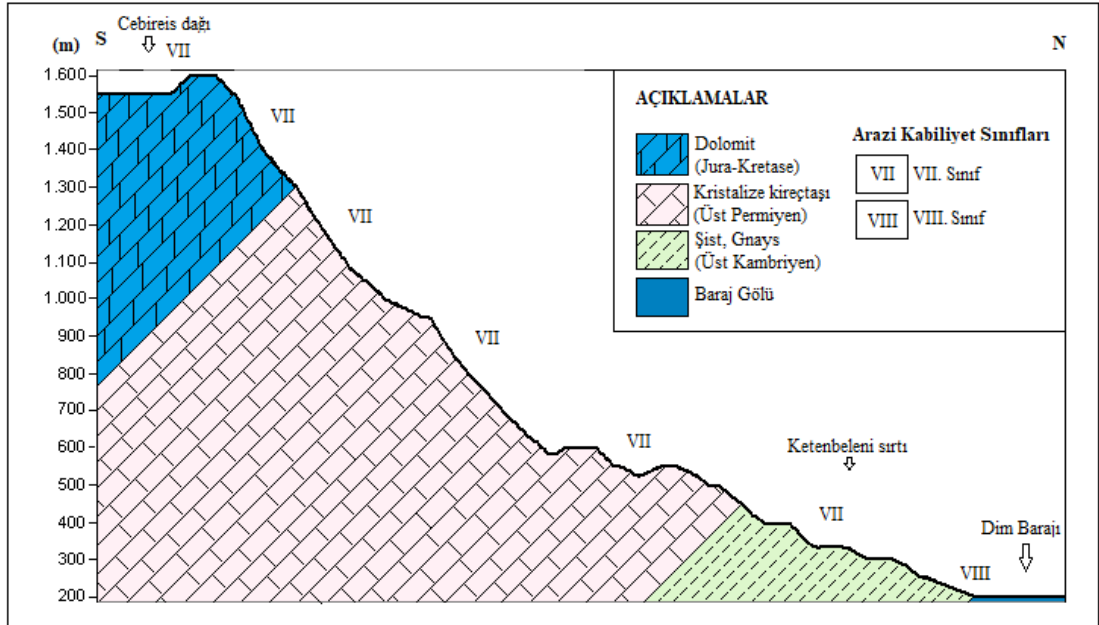 Cebireis dağı
(m) S
VII
N
1.600
1.500
1.400
1.300
1.200
1.100
1.000
900
800
700
600
500
400
300
200
VII
VII
VII
VII
Ketenbeleni sırtı
VII
Dim Barajı
VIII
AÇIKLAMALAR
Dolomit
(Jura-Kretase)
Kristalize kireçtaşı
(Üst Permiyen)
Şist, Gnays
(Üst Kambriyen)
Baraj Gölü
Arazi Kabiliyet Sınıfları
VII VII. Sınıf
VIII VIII. Sınıf